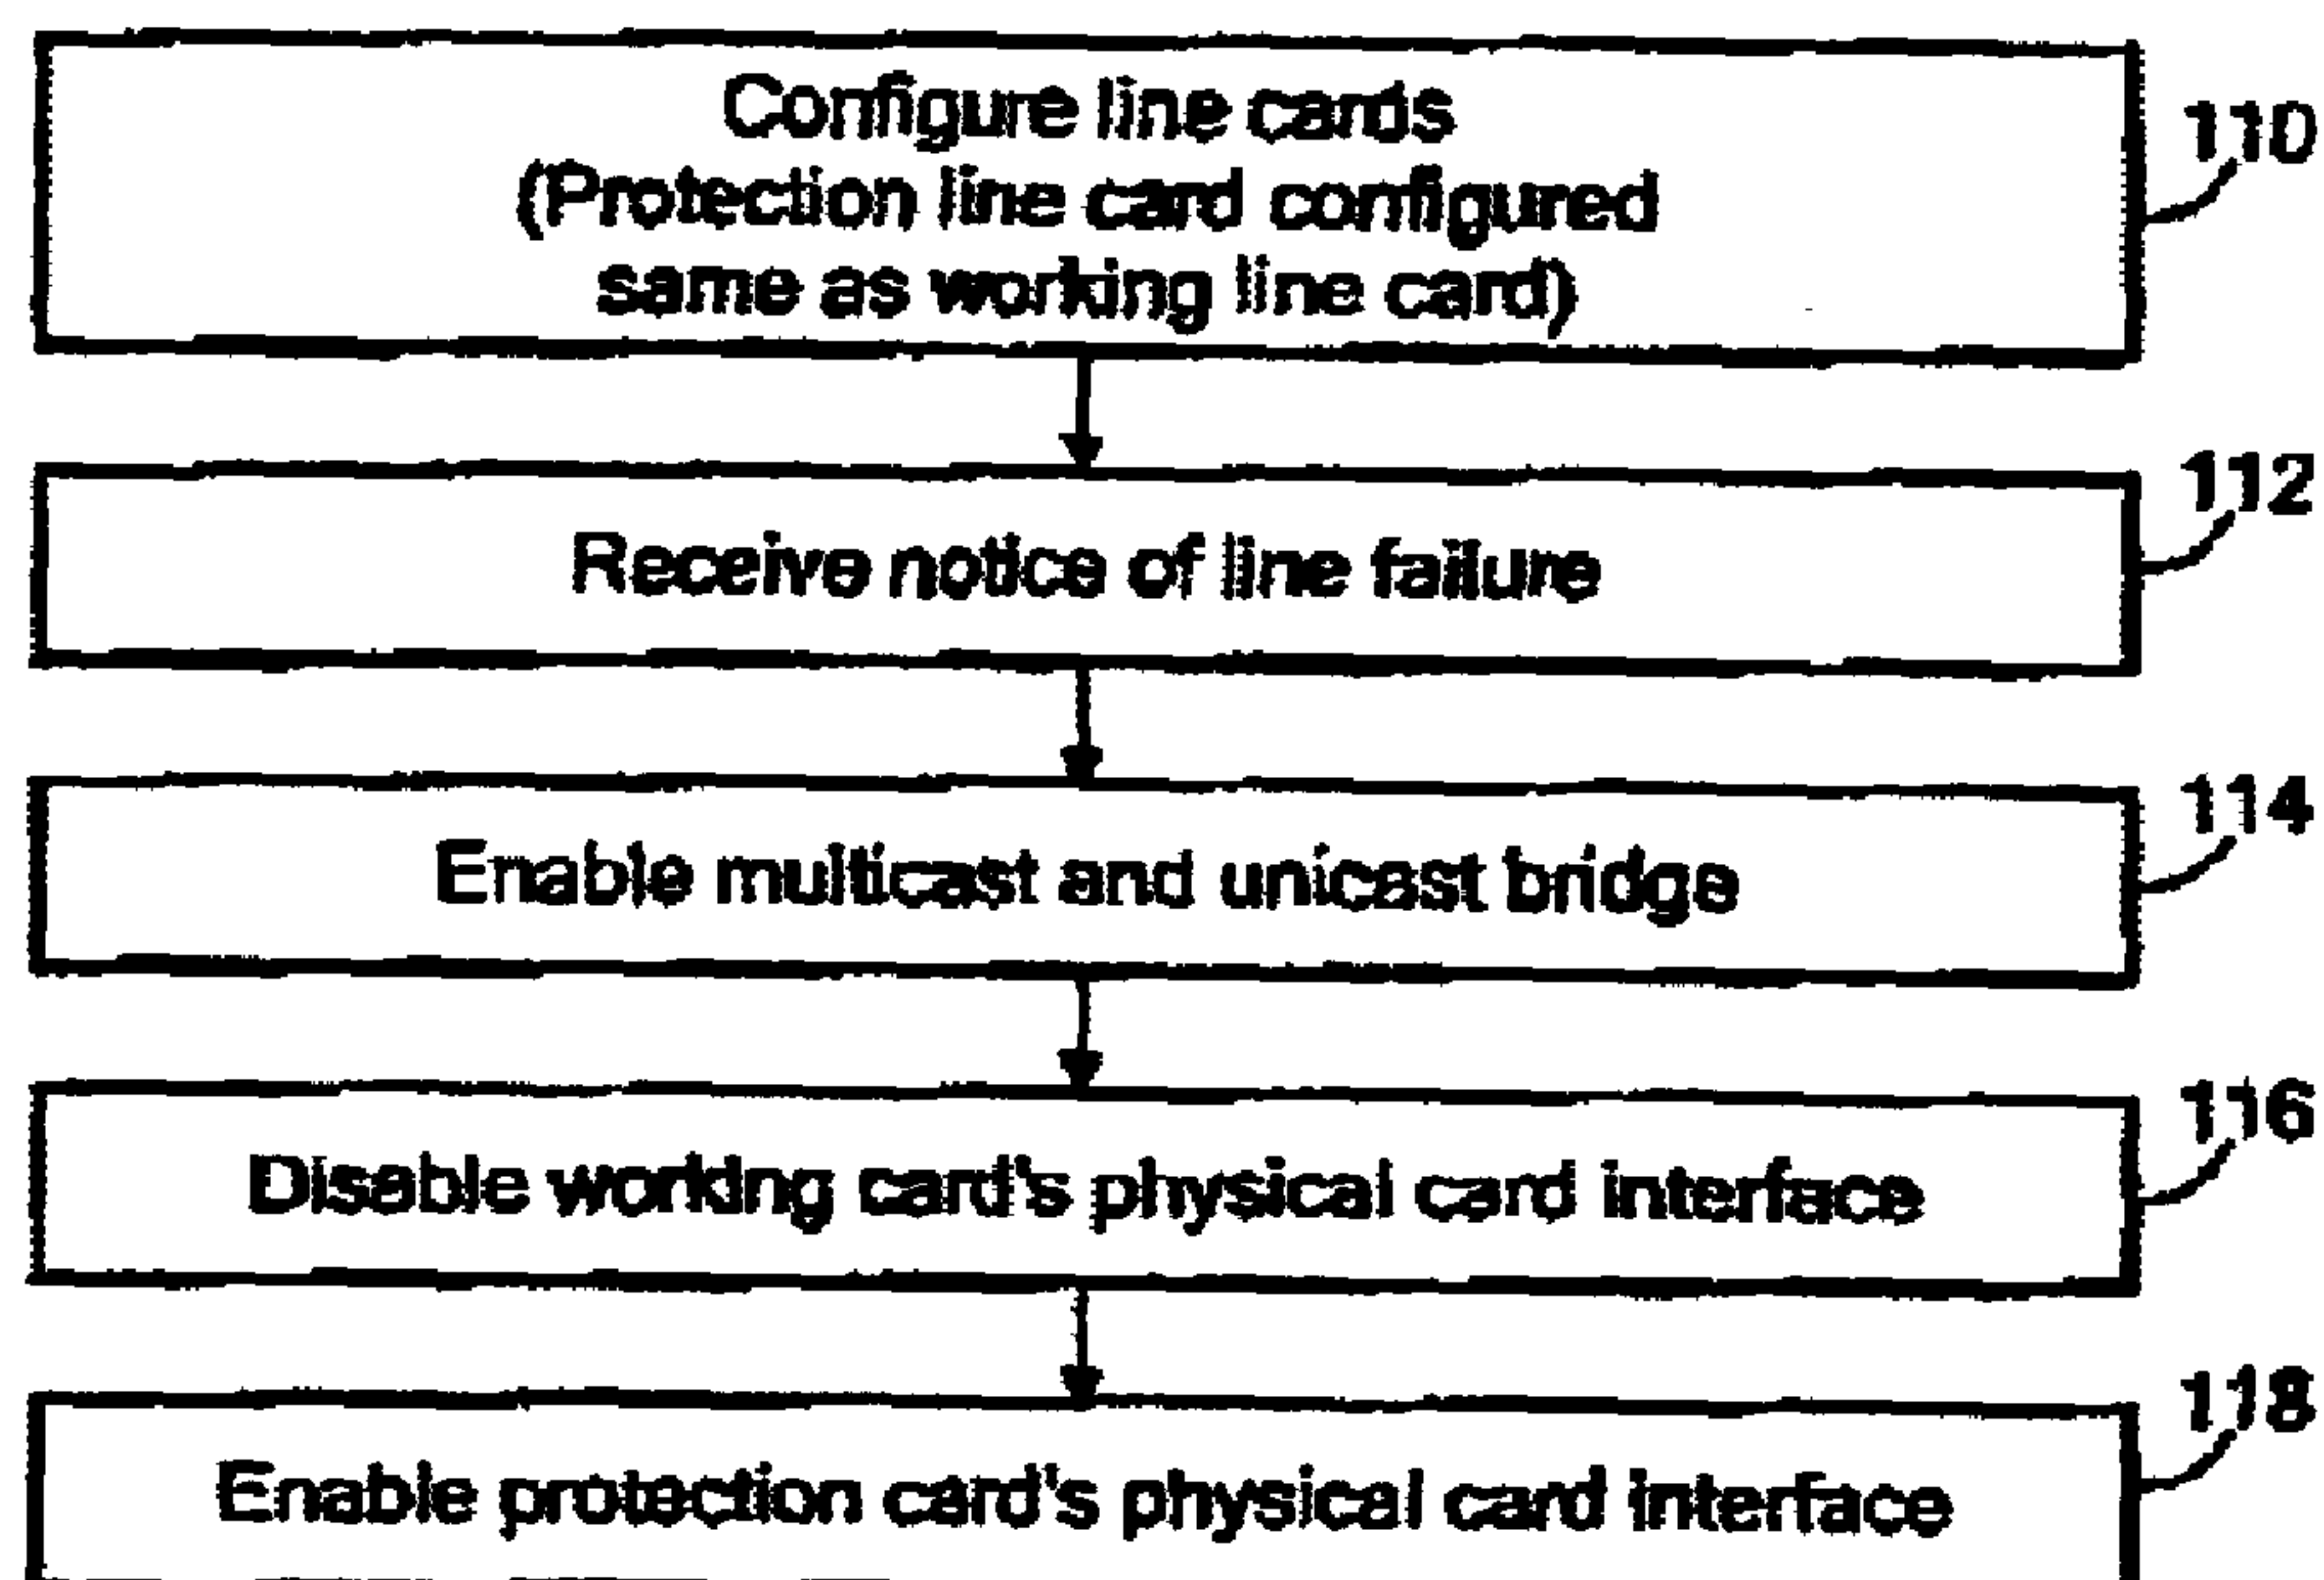 Configure line cards
(Protection line card configured
same as working line card)
110
Receive notice of line failure
112
Enable multicast and unicast bridge
114
Disable working card's physical card interface
116
Enable protection card's physical card interface
118